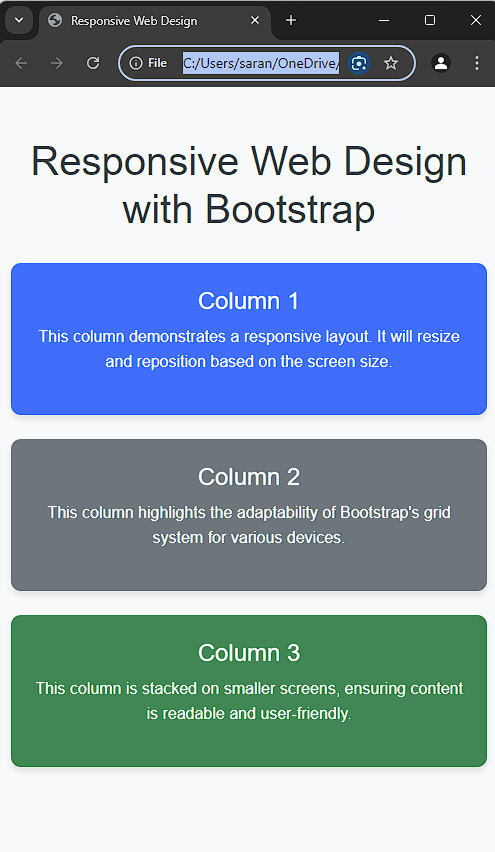 Responsive Web Design
File
C:/Users/saran/OneDrive/
Responsive Web Design
with Bootstrap
Column 1
This column demonstrates a responsive layout. It will resize
and reposition based on the screen size.
Column 2
This column highlights the adaptability of Bootstrap's grid
system for various devices.
Column 3
This column is stacked on smaller screens, ensuring content
is readable and user-friendly.